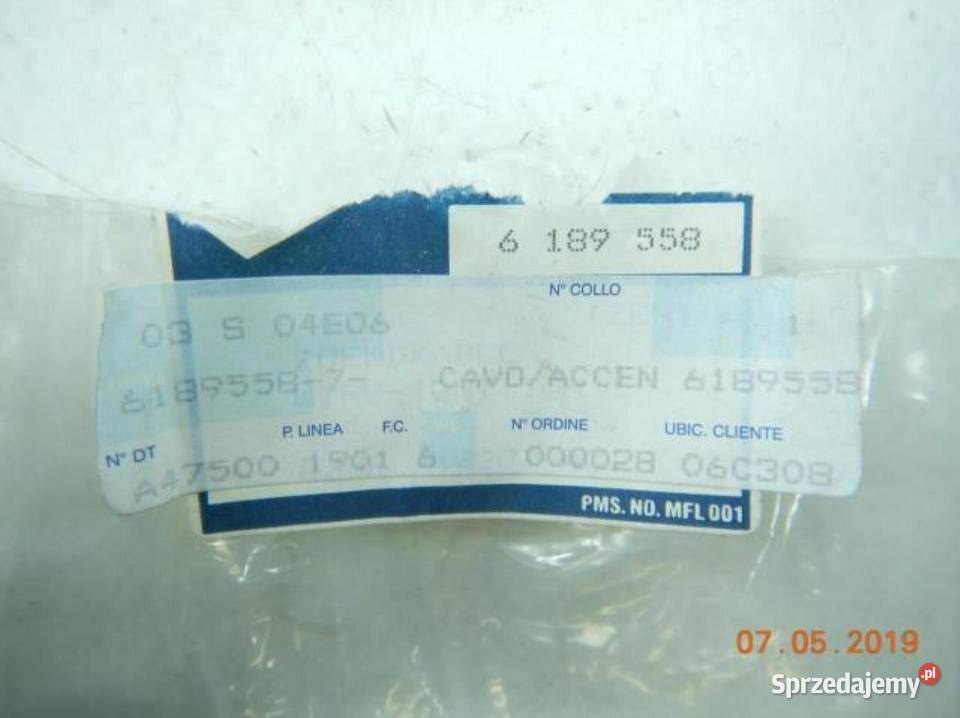 6 189 558
N° COLLO
03 S 04E06 1
6189558-7- CAVO/ACCEN 6189558
N° DT P. LINEA F.C. N° ORDINE UBIC. CLIENTE
A47500 1901 6 000028 06C308
PMS. NO. MFL 001
07.05.2019
Sprzedajemy.pl